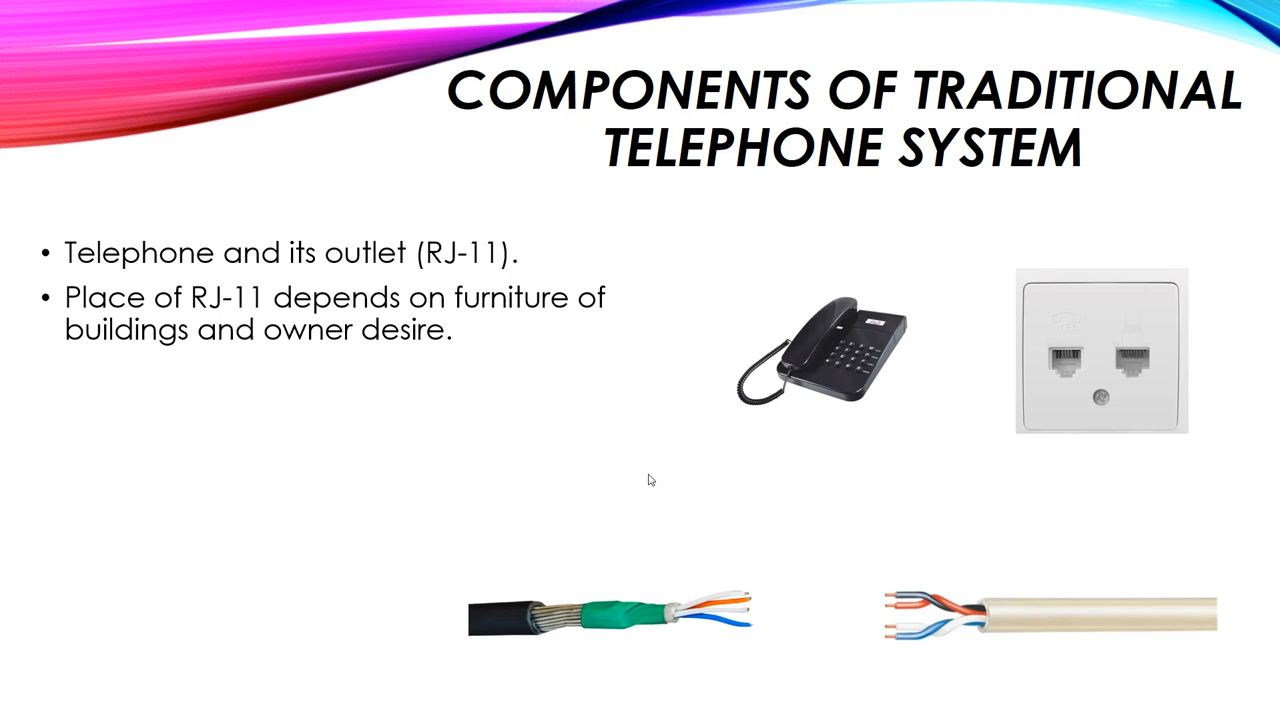 COMPONENTS OF TRADITIONAL
TELEPHONE SYSTEM
• Telephone and its outlet (RJ-11).
• Place of RJ-11 depends on furniture of
buildings and owner desire.
TEL